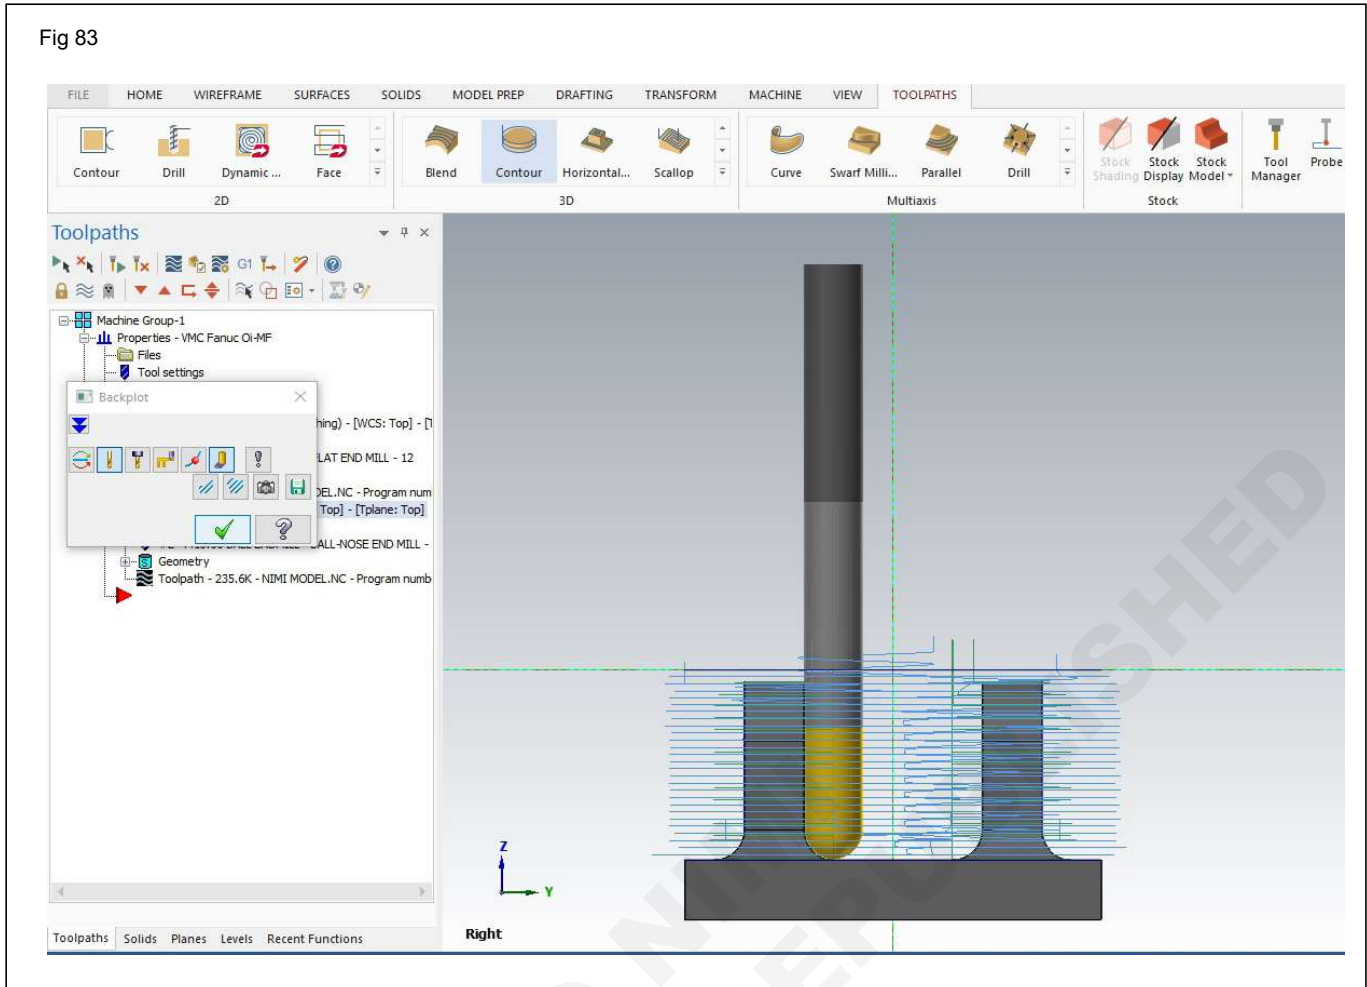 Fig 83
FILE HOME WIREFRAME SURFACES SOLIDS MODEL PREP DRAFTING TRANSFORM MACHINE VIEW TOOLPATHS
Contour Drill Dynamic ... Face Blend Contour Horizontal... Scallop Curve Swarf Milli... Parallel Drill Stock Shading Stock Display Stock Model Tool Manager Probe
2D 3D Multiaxis Stock
Toolpaths
G1
Machine Group-1
Properties - VMC Fanuc Oi-MF
Files
Tool settings
Backplot
hing) - [WCS: Top] - [T
LAT END MILL - 12
DEL.NC - Program num
Top] - [Tplane: Top]
ALL-NOSE END MILL -
Geometry
Toolpath - 235.6K - NIMI MODEL.NC - Program numb
Z
Y
Right
Toolpaths Solids Planes Levels Recent Functions